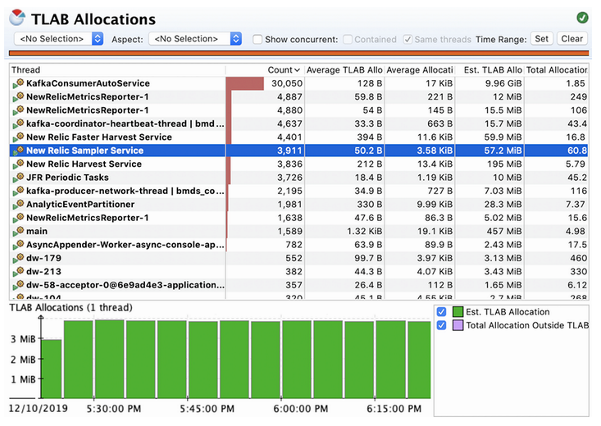 TLAB Allocations
<No Selection> Aspect: <No Selection> Show concurrent: Contained Same threads Time Range: Set Clear
Thread Count Average TLAB Allo Average Allocati Est. TLAB Allo Total Allocation
KafkaConsumerAutoService 30,050 128 B 17 KiB 9.96 GiB 1.85
NewRelicMetricsReporter-1 4,887 59.8 B 221 B 12 MiB 249
NewRelicMetricsReporter-1 4,880 54 B 145 B 15.5 MiB 106
kafka-coordinator-heartbeat-thread | bmd... 4,637 33.3 B 663 B 15.7 MiB 43.4
New Relic Faster Harvest Service 4,401 394 B 11.6 KiB 59.9 MiB 16.8
New Relic Sampler Service 3,911 50.2 B 3.58 KiB 57.2 MiB 60.8
New Relic Harvest Service 3,836 212 B 13.4 KiB 195 MiB 5.79
JFR Periodic Tasks 3,726 18.4 B 1.19 KiB 10 MiB 45.2
kafka-producer-network-thread | bmds_co... 2,195 34.9 B 727 B 7.03 MiB 116
AnalyticEventPartitioner 1,981 330 B 9.99 KiB 28.3 MiB 7.37
NewRelicMetricsReporter-1 1,638 47.6 B 86.3 B 5.02 MiB 15.6
main 1,589 1.32 KiB 19.1 KiB 457 MiB 4.98
AsyncAppender-Worker-async-console-ap... 782 63.9 B 89.9 B 2.43 MiB 17.5
dw-179 552 99.7 B 3.97 KiB 3.13 MiB 460
dw-213 382 44.3 B 4.07 KiB 3.43 MiB 330
dw-58-acceptor-0@6e9ad4e3-application... 357 26.4 B 112 B 1.65 MiB 6.12
dw-104 320 45.1 B 4.55 KiB 2.7 MiB 268
TLAB Allocations (1 thread)
3 MiB
2 MiB
1 MiB
12/10/2019 5:30:00 PM 5:45:00 PM 6:00:00 PM 6:15:00 PM
Est. TLAB Allocation
Total Allocation Outside TLAB